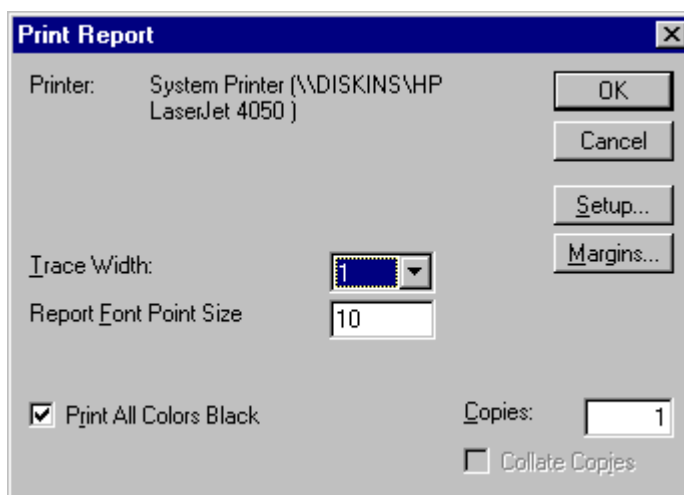 Print Report
Printer: System Printer (\\DISKINS\HP
LaserJet 4050 )
OK
Cancel
Setup...
Margins...
Trace Width: 1
Report Font Point Size 10
Print All Colors Black
Copies: 1
Collate Copies